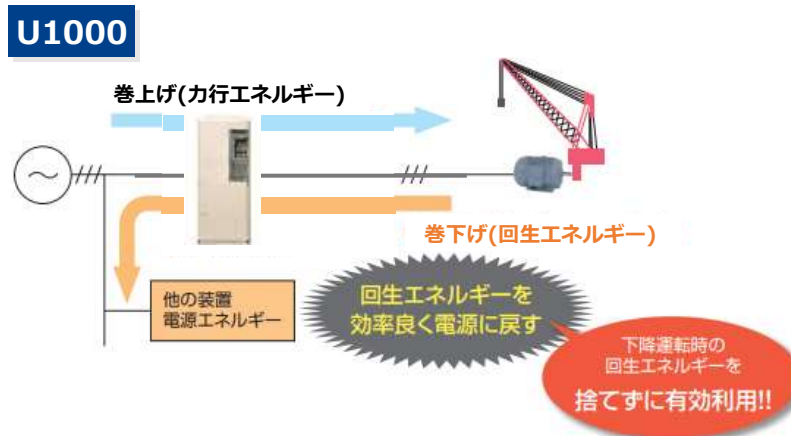 U1000
巻上げ(力行エネルギー)
巻下げ(回生エネルギー)
他の装置
電源エネルギー
回生エネルギーを
効率良く電源に戻す
下降運転時の
回生エネルギーを
捨てずに有効利用!!